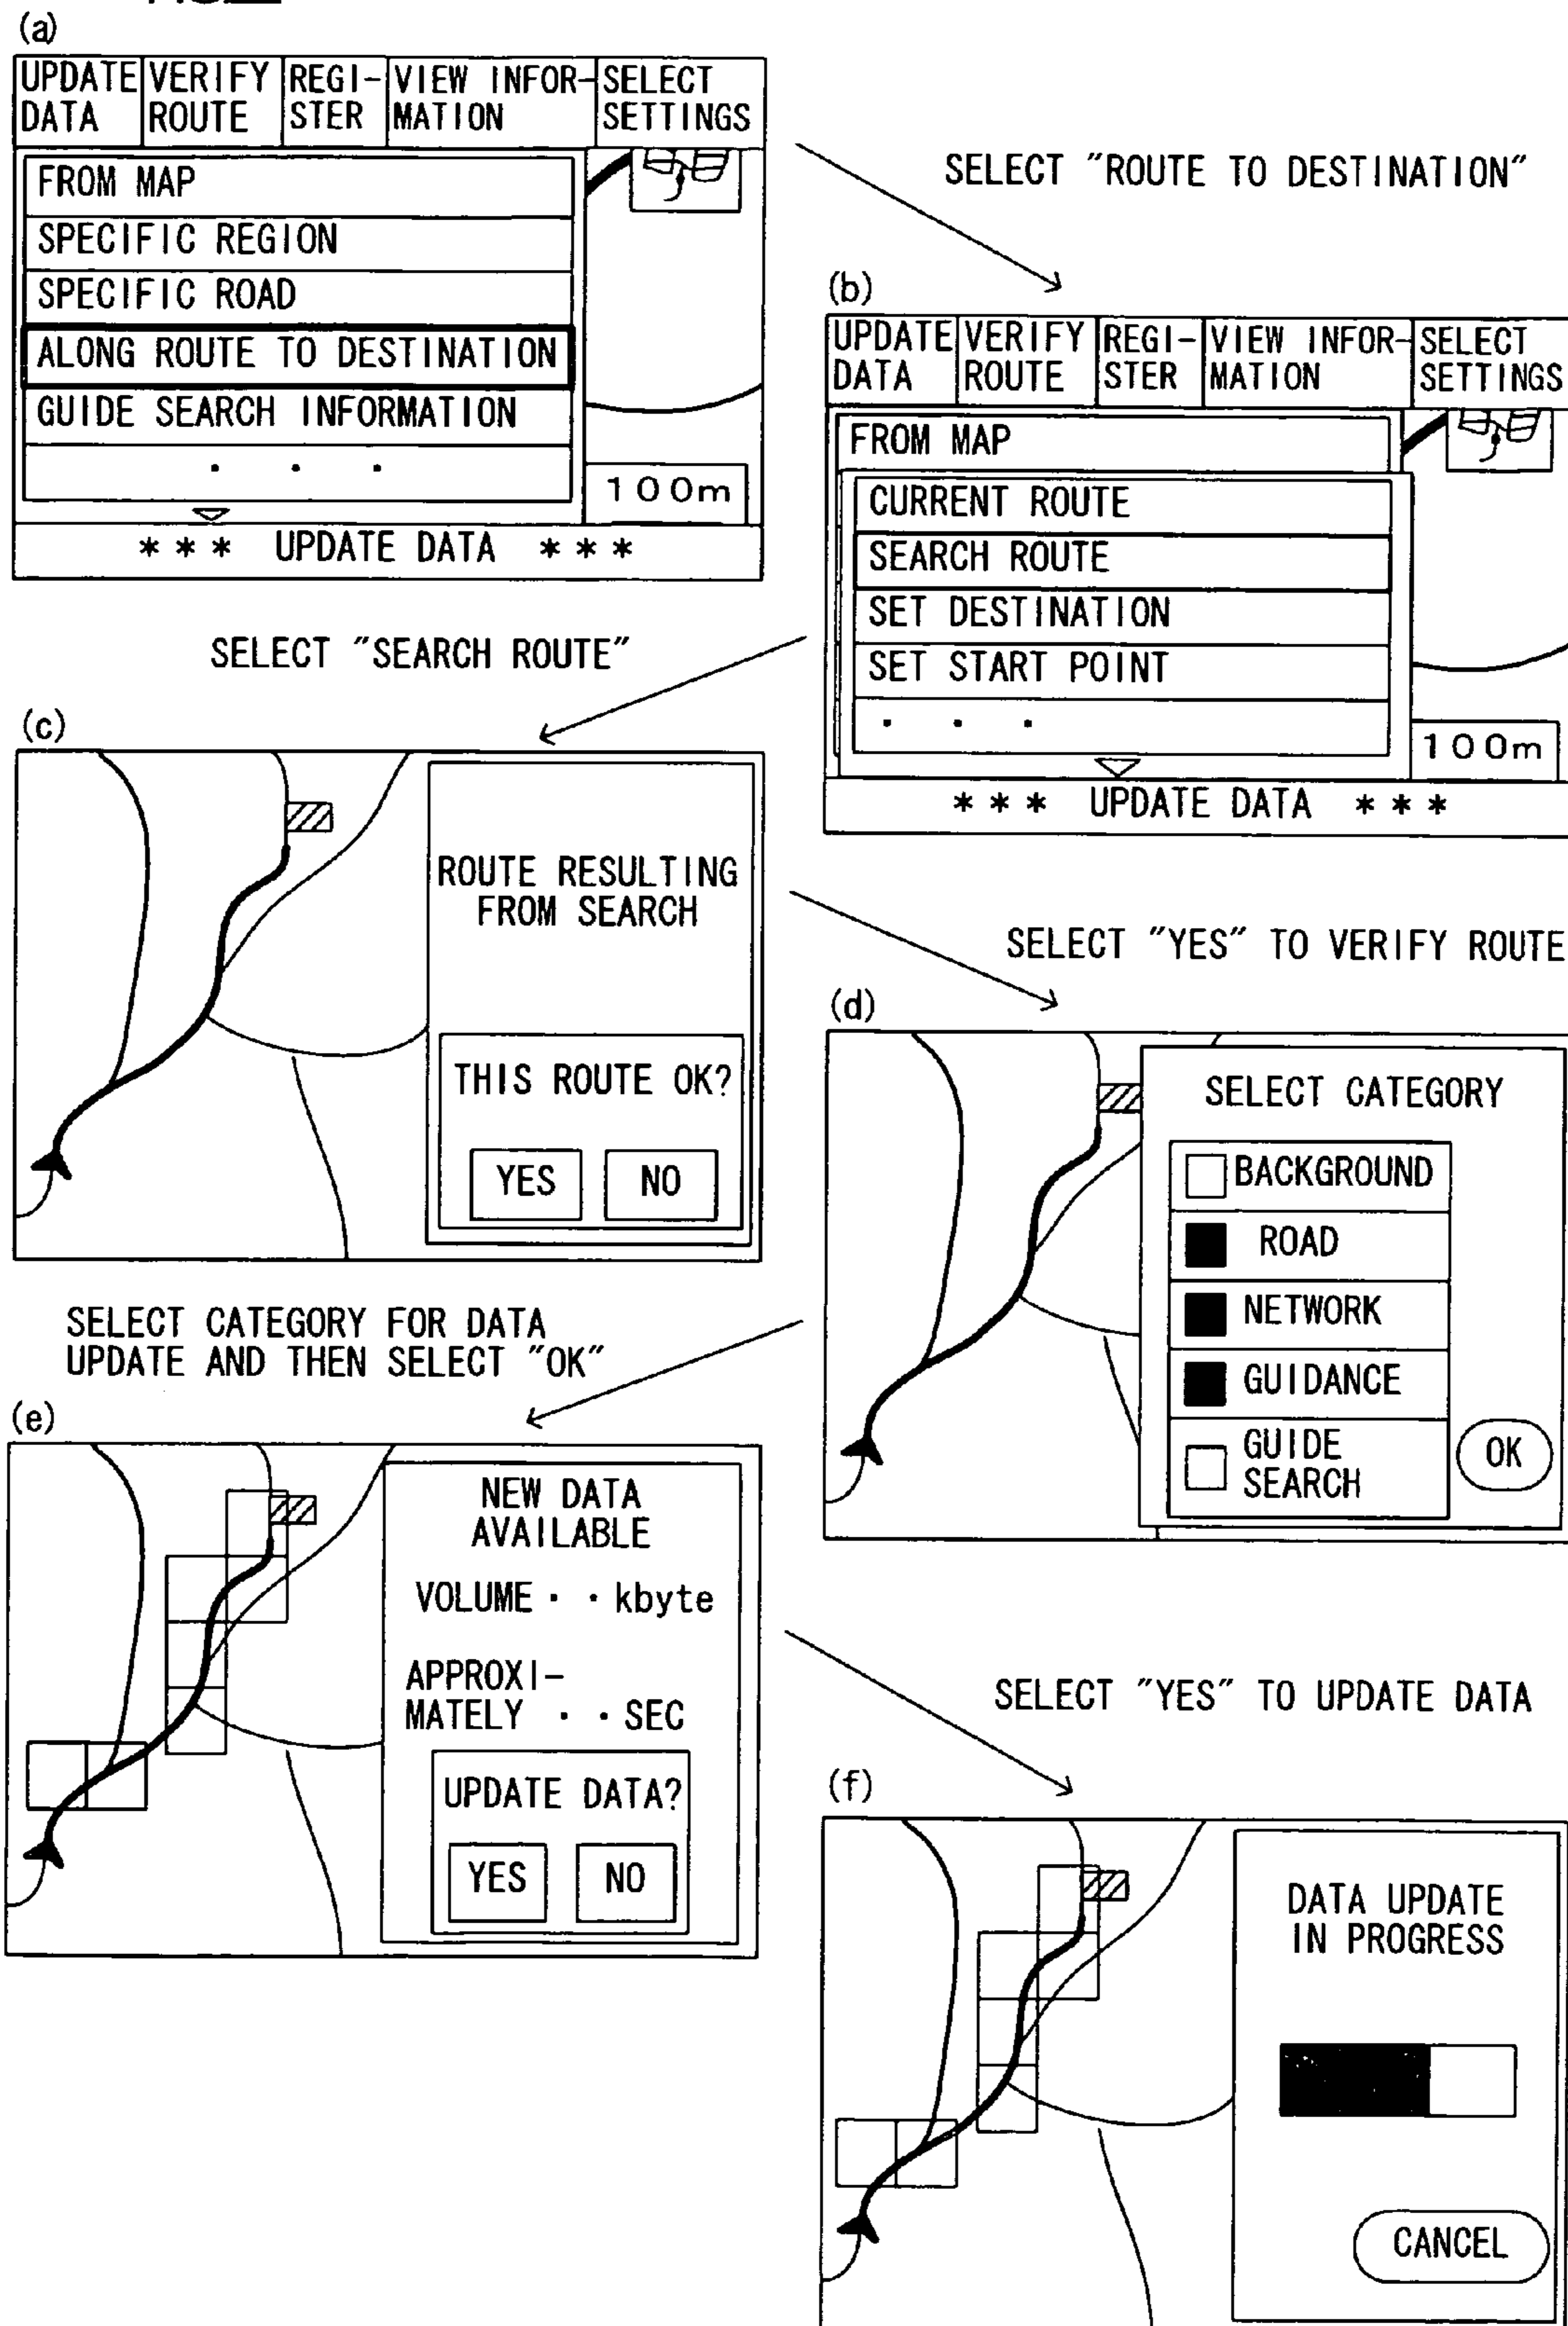 (a)
UPDATE DATA
VERIFY ROUTE
REGI-
STER
VIEW INFOR-
MATION
SELECT SETTINGS
FROM MAP
SPECIFIC REGION
SPECIFIC ROAD
ALONG ROUTE TO DESTINATION
GUIDE SEARCH INFORMATION
. . .
100m
*** UPDATE DATA ***
SELECT "ROUTE TO DESTINATION"
(b)
UPDATE DATA
VERIFY ROUTE
REGI-
STER
VIEW INFOR-
MATION
SELECT SETTINGS
FROM MAP
CURRENT ROUTE
SEARCH ROUTE
SET DESTINATION
SET START POINT
. . .
100m
*** UPDATE DATA ***
SELECT "SEARCH ROUTE"
(c)
ROUTE RESULTING
FROM SEARCH
THIS ROUTE OK?
YES NO
SELECT "YES" TO VERIFY ROUTE
(d)
SELECT CATEGORY
BACKGROUND
ROAD
NETWORK
GUIDANCE
GUIDE
SEARCH
OK
SELECT CATEGORY FOR DATA
UPDATE AND THEN SELECT "OK"
(e)
NEW DATA
AVAILABLE
VOLUME · · kbyte
APPROXI-
MATELY · · SEC
UPDATE DATA?
YES NO
SELECT "YES" TO UPDATE DATA
(f)
DATA UPDATE
IN PROGRESS
CANCEL